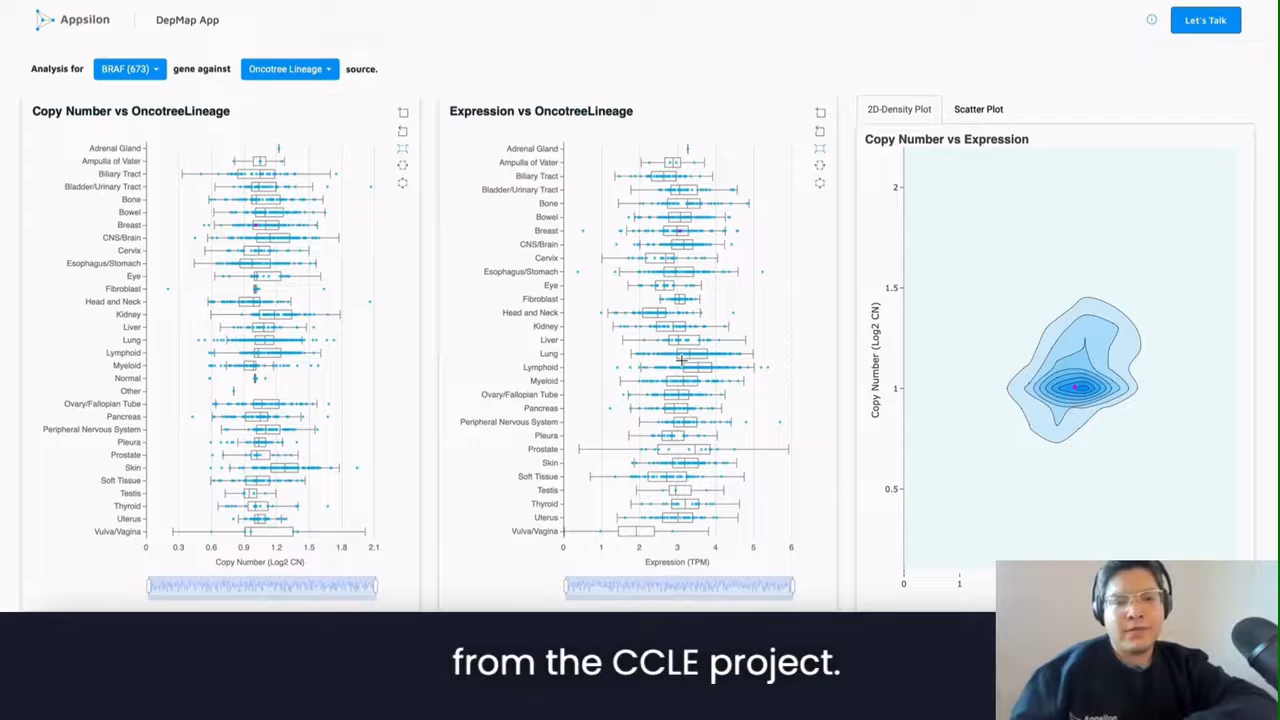 Appsilon
DepMap App
Let's Talk
Analysis for BRAF (673) gene against Oncotree Lineage source.
Copy Number vs OncotreeLineage
Adrenal Gland
Ampulla of Vater
Biliary Tract
Bladder/Urinary Tract
Bone
Bowel
Breast
CNS/Brain
Cervix
Esophagus/Stomach
Eye
Fibroblast
Head and Neck
Kidney
Liver
Lung
Lymphoid
Myeloid
Normal
Other
Ovary/Fallopian Tube
Pancreas
Peripheral Nervous System
Pleura
Prostate
Skin
Soft Tissue
Testis
Thyroid
Uterus
Vulva/Vagina
0 0.3 0.6 0.9 1.2 1.5 1.8 2.1
Copy Number (Log2 CN)
Expression vs OncotreeLineage
Adrenal Gland
Ampulla of Vater
Biliary Tract
Bladder/Urinary Tract
Bone
Bowel
Breast
CNS/Brain
Cervix
Esophagus/Stomach
Eye
Fibroblast
Head and Neck
Kidney
Liver
Lung
Lymphoid
Myeloid
Ovary/Fallopian Tube
Pancreas
Peripheral Nervous System
Pleura
Prostate
Skin
Soft Tissue
Testis
Thyroid
Uterus
Vulva/Vagina
0 1 2 3 4 5 6
Expression (TPM)
2D-Density Plot
Scatter Plot
Copy Number vs Expression
2
1.5
1
0.5
Copy Number (Log2 CN)
0 1
from the CCLE project.
Appsilon